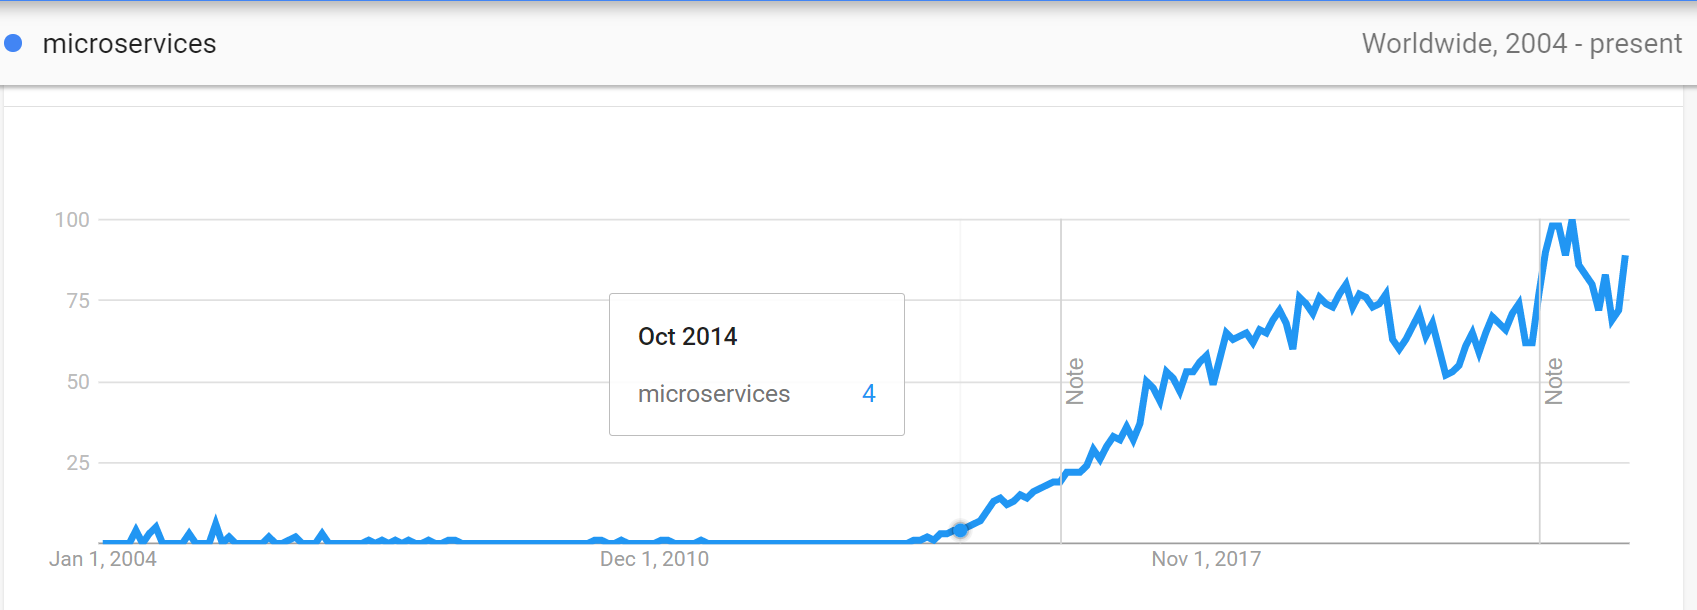 microservices
Worldwide, 2004 - present
100
75
50
25
Oct 2014
microservices 4
Note
Note
Jan 1, 2004
Dec 1, 2010
Nov 1, 2017